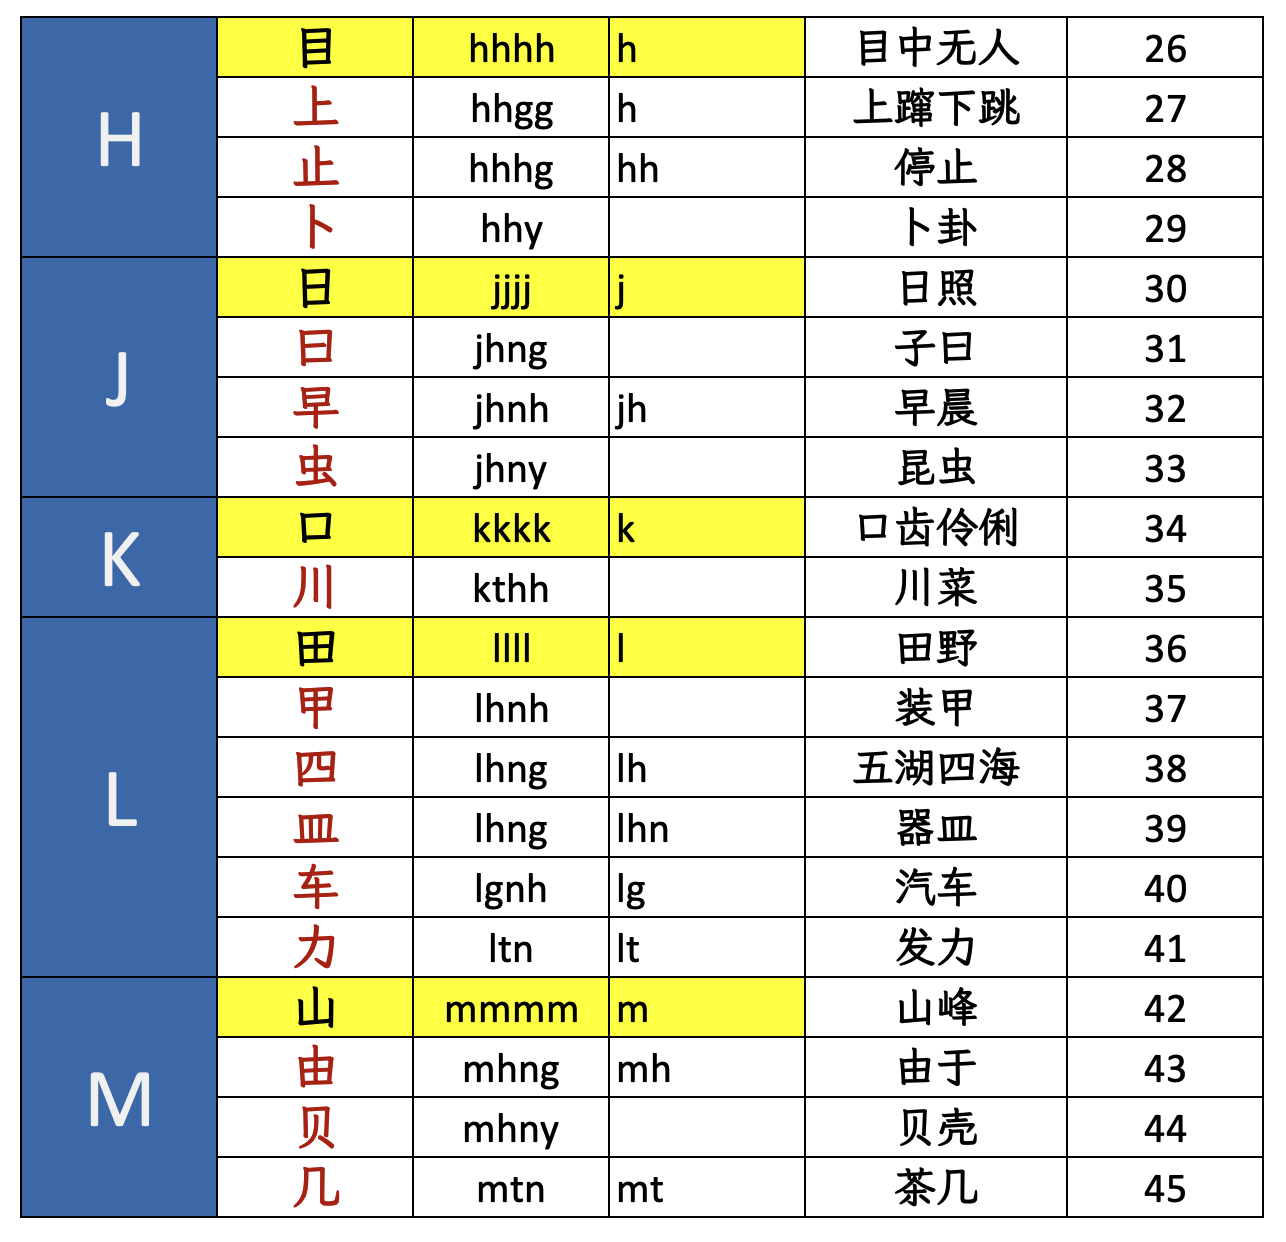 H
目 hhhh h 目中无人 26
上 hhgg h 上蹿下跳 27
止 hhhg hh 停止 28
卜 hhy 卜卦 29
J
日 jjjj j 日照 30
曰 jhng 子曰 31
早 jhnh jh 早晨 32
虫 jhny 昆虫 33
K
口 kkkk k 口齿伶俐 34
川 kthh 川菜 35
L
田 llll l 田野 36
甲 lhnh 装甲 37
四 lhng lh 五湖四海 38
皿 lhng lhn 器皿 39
车 lgnh lg 汽车 40
力 ltn lt 发力 41
M
山 mmmm m 山峰 42
由 mhng mh 由于 43
贝 mhny 贝壳 44
几 mtn mt 茶几 45